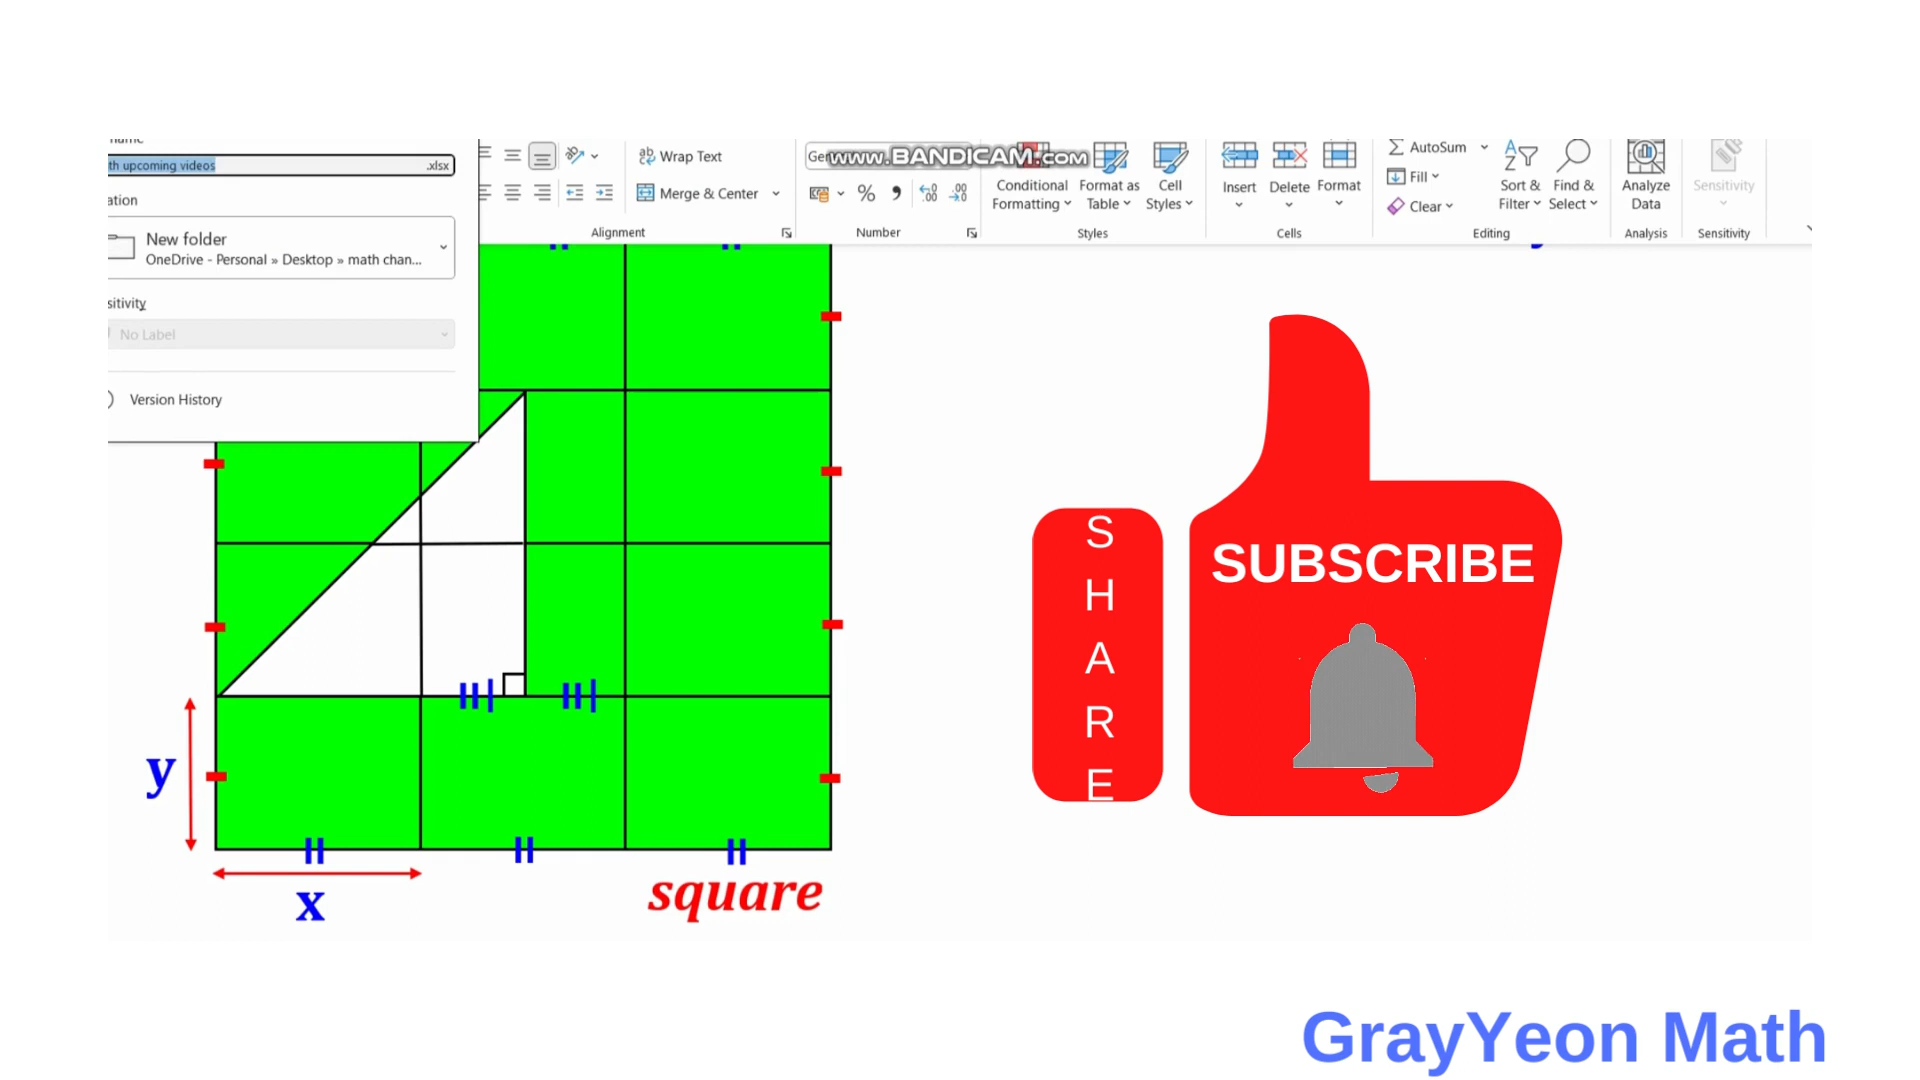 th upcoming videos
.xlsx
ation
New folder
OneDrive - Personal » Desktop » math chan...
sitivity
No Label
Version History
Wrap Text
Merge & Center
Alignment
Ge
www.BANDICAM.com
%
Number
Conditional
Formatting
Format as
Table
Cell
Styles
Styles
Insert
Delete
Format
Cells
AutoSum
Fill
Clear
Sort &
Filter
Find &
Select
Editing
Analyze
Data
Analysis
Sensitivity
Sensitivity
y
x
square
S
H
A
R
E
SUBSCRIBE
GrayYeon Math